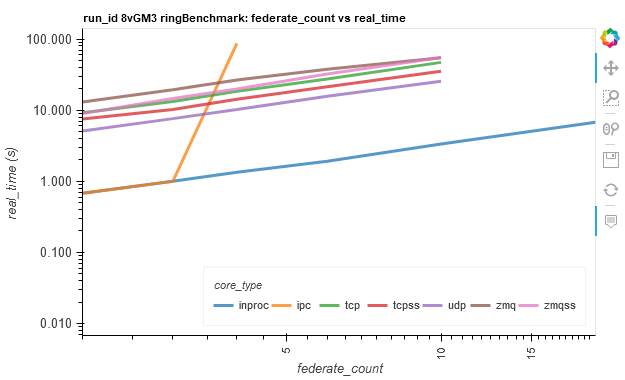 run_id 8vGM3 ringBenchmark: federate_count vs real_time
100.000
10.000
1.000
0.100
0.010
real_time (s)
core_type
inproc ipc tcp tcpss udp zmq zmqss
5 10 15
federate_count